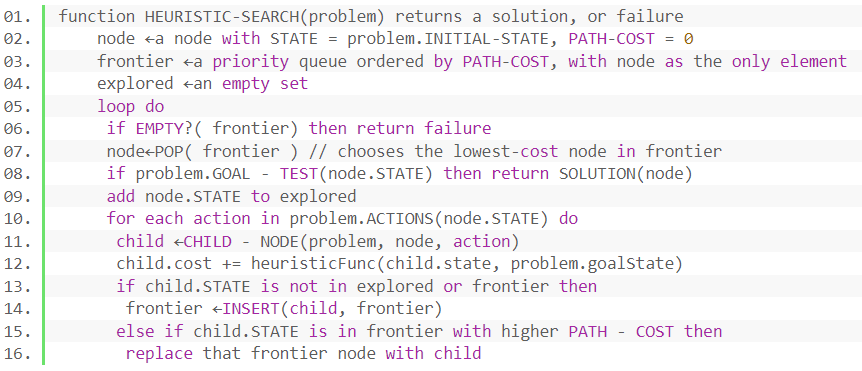 01. function HEURISTIC-SEARCH(problem) returns a solution, or failure
02. node ←a node with STATE = problem.INITIAL-STATE, PATH-COST = 0
03. frontier ←a priority queue ordered by PATH-COST, with node as the only element
04. explored ←an empty set
05. loop do
06. if EMPTY?( frontier) then return failure
07. node←POP( frontier ) // chooses the lowest-cost node in frontier
08. if problem.GOAL - TEST(node.STATE) then return SOLUTION(node)
09. add node.STATE to explored
10. for each action in problem.ACTIONS(node.STATE) do
11. child ←CHILD - NODE(problem, node, action)
12. child.cost += heuristicFunc(child.state, problem.goalState)
13. if child.STATE is not in explored or frontier then
14. frontier ←INSERT(child, frontier)
15. else if child.STATE is in frontier with higher PATH - COST then
16. replace that frontier node with child